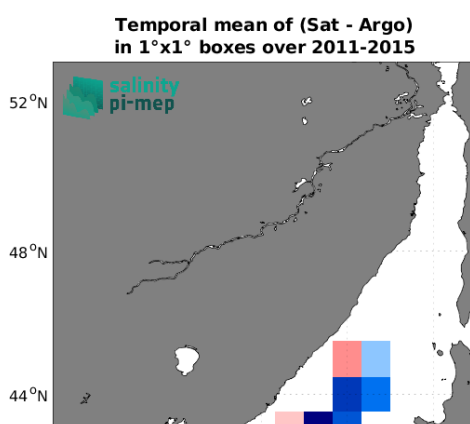 Temporal mean of (Sat - Argo)
in 1°x1° boxes over 2011-2015
salinity
pi-mep
52°N
48°N
44°N